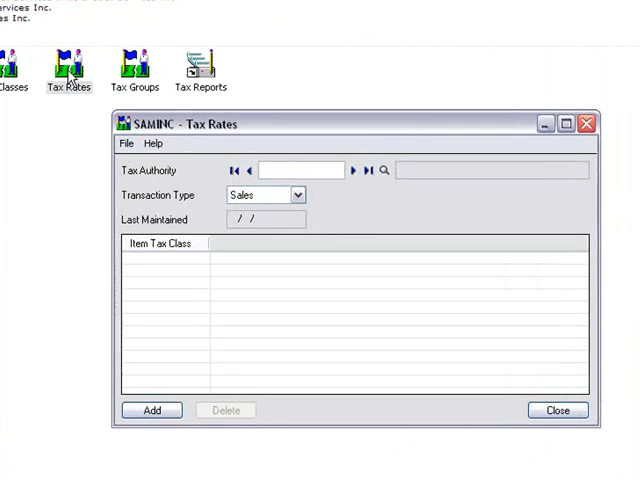 ervices Inc.
es Inc.
Classes
Tax Rates
Tax Groups
Tax Reports
SAMINC - Tax Rates
File Help
Tax Authority
Transaction Type Sales
Last Maintained / /
Item Tax Class
Add Delete Close